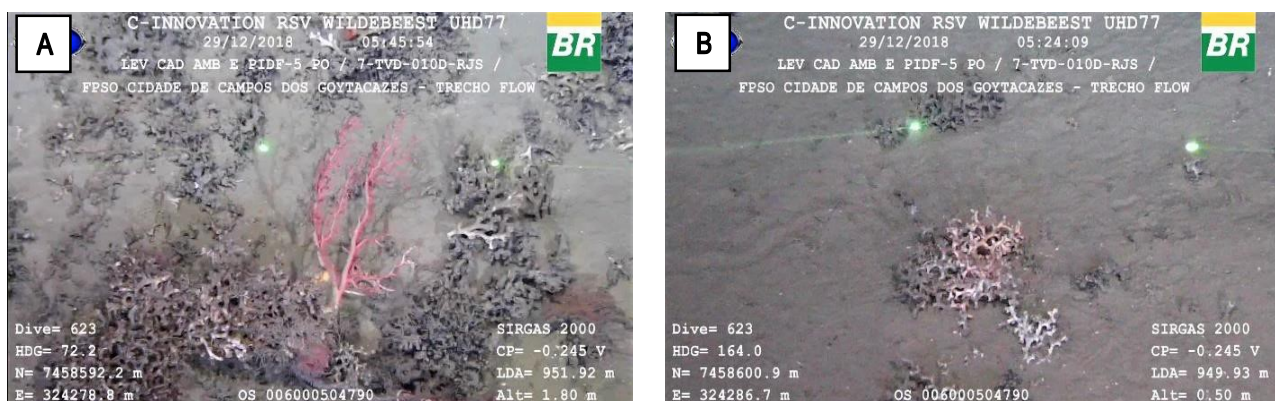 A
C-INNOVATION RSV WILDEBEEST UHD77
29/12/2018 05:45:54
LEV CAD AMB E PIDF-5 PO / 7-TVD-010D-RJS /
FPSO CIDADE DE CAMPOS DOS GOYTACAZES - TRECHO FLOW
BR
Dive= 623
HDG= 72.2
N= 7458592.2 m
E= 324278.8 m
OS 006000504790
SIRGAS 2000
CP= -0.245 V
LDA= 951.92 m
Alt= 1.80 m
B
C-INNOVATION RSV WILDEBEEST UHD77
29/12/2018 05:24:09
LEV CAD AMB E PIDF-5 PO / 7-TVD-010D-RJS /
FPSO CIDADE DE CAMPOS DOS GOYTACAZES - TRECHO FLOW
BR
Dive= 623
HDG= 164.0
N= 7458600.9 m
E= 324286.7 m
OS 006000504790
SIRGAS 2000
CP= -0.245 V
LDA= 949.93 m
Alt= 0.50 m